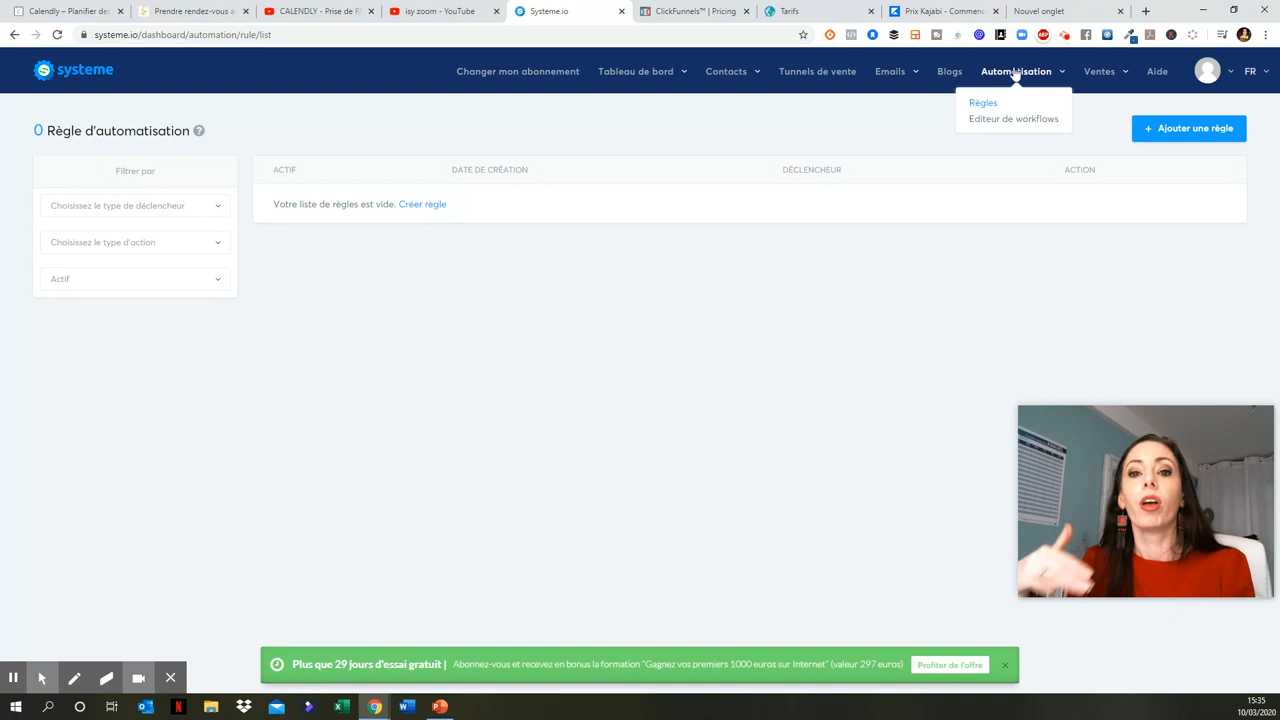 Calendly – Planifier des
Prendre rendez-vous a
CALENDLY - Prise de R
isy zoom - YouTube
Systeme.io
ClickFunnels™ | Pricing
Tarifs
Prix Kajabi - Commenc
Nouvel onglet
systeme.io/dashboard/automation/rule/list
systeme
Changer mon abonnement
Tableau de bord
Contacts
Tunnels de vente
Emails
Blogs
Automatisation
Ventes
Aide
FR
Règles
Editeur de workflows
0 Règle d'automatisation ?
+ Ajouter une règle
Filtrer par
Choisissez le type de déclencheur
Choisissez le type d'action
Actif
ACTIF
DATE DE CRÉATION
DÉCLENCHEUR
ACTION
Votre liste de règles est vide. Créer règle
Plus que 29 jours d'essai gratuit | Abonnez-vous et recevez en bonus la formation "Gagnez vos premiers 1000 euros sur Internet" (valeur 297 euros)
Profiter de l'offre
15:35
10/03/2020